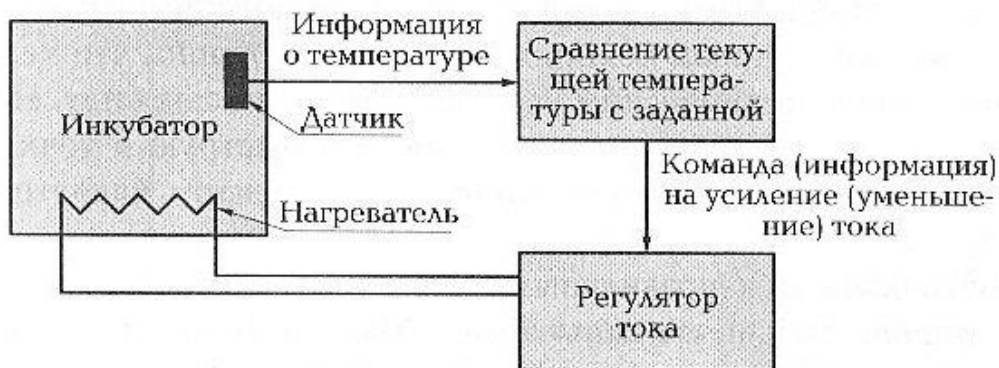 Информация
о температуре
Сравнение теку-
щей темпера-
туры с заданной
Инкубатор
Датчик
Команда (информация)
на усиление (уменьше-
ние) тока
Нагреватель
Регулятор
тока